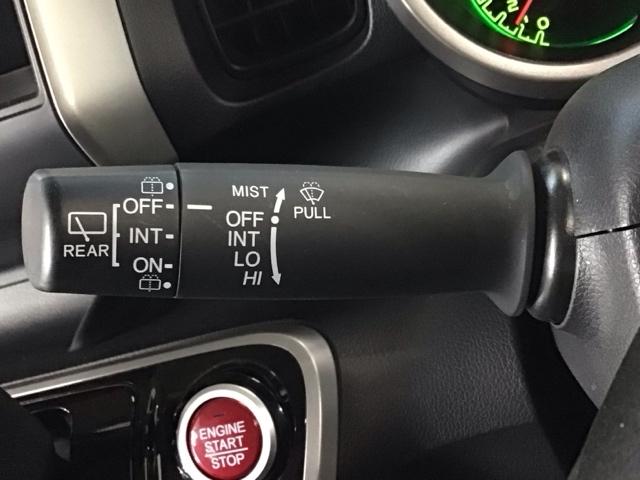 REAR
OFF
INT
ON
MIST
OFF
INT
LO
HI
PULL
ENGINE
START
STOP